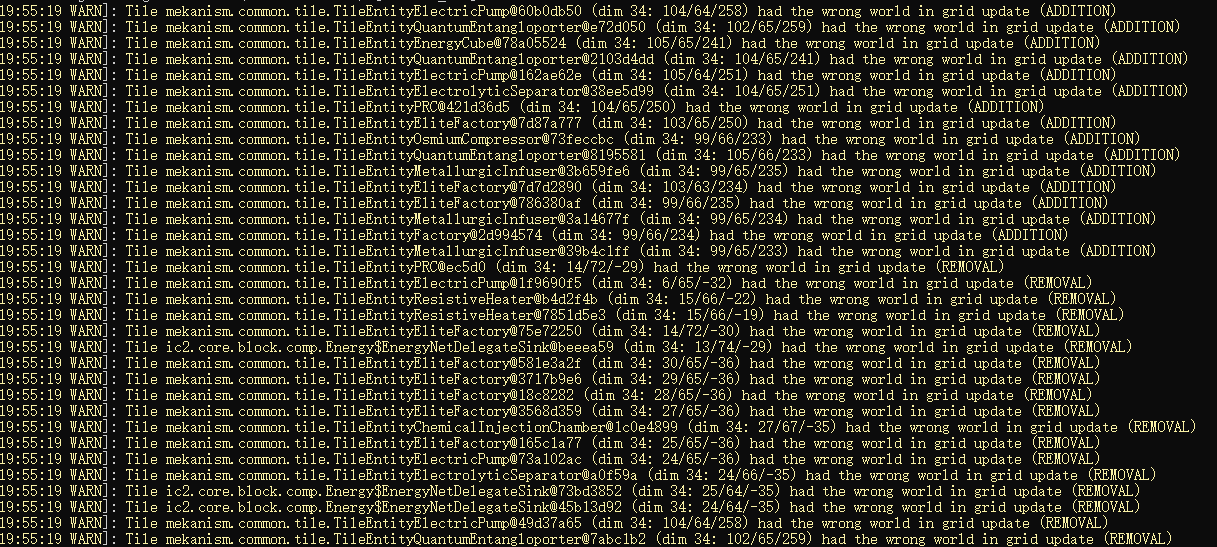 19:55:19 WARN]: Tile mekanism.common.tile.TileEntityElectricPump@60b0db50 (dim 34: 104/64/258) had the wrong world in grid update (ADDITION)
19:55:19 WARN]: Tile mekanism.common.tile.TileEntityQuantumEntangloporter@e72d050 (dim 34: 102/65/259) had the wrong world in grid update (ADDITION)
19:55:19 WARN]: Tile mekanism.common.tile.TileEntityEnergyCube@78a05524 (dim 34: 105/65/241) had the wrong world in grid update (ADDITION)
19:55:19 WARN]: Tile mekanism.common.tile.TileEntityQuantumEntangloporter@2103d4dd (dim 34: 104/65/241) had the wrong world in grid update (ADDITION)
19:55:19 WARN]: Tile mekanism.common.tile.TileEntityElectricPump@162ae62e (dim 34: 105/64/251) had the wrong world in grid update (ADDITION)
19:55:19 WARN]: Tile mekanism.common.tile.TileEntityElectrolyticSeparator@38ee5d99 (dim 34: 104/65/251) had the wrong world in grid update (ADDITION)
19:55:19 WARN]: Tile mekanism.common.tile.TileEntityPRC@421d36d5 (dim 34: 104/65/250) had the wrong world in grid update (ADDITION)
19:55:19 WARN]: Tile mekanism.common.tile.TileEntityEliteFactory@7d87a777 (dim 34: 103/65/250) had the wrong world in grid update (ADDITION)
19:55:19 WARN]: Tile mekanism.common.tile.TileEntityOsmiumCompressor@73feccbc (dim 34: 99/66/233) had the wrong world in grid update (ADDITION)
19:55:19 WARN]: Tile mekanism.common.tile.TileEntityQuantumEntangloporter@8195581 (dim 34: 105/66/233) had the wrong world in grid update (ADDITION)
19:55:19 WARN]: Tile mekanism.common.tile.TileEntityMetallurgicInfuser@3b659fe6 (dim 34: 99/65/235) had the wrong world in grid update (ADDITION)
19:55:19 WARN]: Tile mekanism.common.tile.TileEntityEliteFactory@7d7d2890 (dim 34: 103/63/234) had the wrong world in grid update (ADDITION)
19:55:19 WARN]: Tile mekanism.common.tile.TileEntityEliteFactory@786380af (dim 34: 99/66/235) had the wrong world in grid update (ADDITION)
19:55:19 WARN]: Tile mekanism.common.tile.TileEntityMetallurgicInfuser@3a14677f (dim 34: 99/65/234) had the wrong world in grid update (ADDITION)
19:55:19 WARN]: Tile mekanism.common.tile.TileEntityFactory@2d994574 (dim 34: 99/66/234) had the wrong world in grid update (ADDITION)
19:55:19 WARN]: Tile mekanism.common.tile.TileEntityMetallurgicInfuser@39b4c1ff (dim 34: 99/65/233) had the wrong world in grid update (ADDITION)
19:55:19 WARN]: Tile mekanism.common.tile.TileEntityPRC@ec5d0 (dim 34: 14/72/-29) had the wrong world in grid update (REMOVAL)
19:55:19 WARN]: Tile mekanism.common.tile.TileEntityElectricPump@1f9690f5 (dim 34: 6/65/-32) had the wrong world in grid update (REMOVAL)
19:55:19 WARN]: Tile mekanism.common.tile.TileEntityResistiveHeater@b4d2f4b (dim 34: 15/66/-22) had the wrong world in grid update (REMOVAL)
19:55:19 WARN]: Tile mekanism.common.tile.TileEntityResistiveHeater@7851d5e3 (dim 34: 15/66/-19) had the wrong world in grid update (REMOVAL)
19:55:19 WARN]: Tile mekanism.common.tile.TileEntityEliteFactory@75e72250 (dim 34: 14/72/-30) had the wrong world in grid update (REMOVAL)
19:55:19 WARN]: Tile ic2.core.block.comp.Energy$EnergyNetDelegateSink@beeea59 (dim 34: 13/74/-29) had the wrong world in grid update (REMOVAL)
19:55:19 WARN]: Tile mekanism.common.tile.TileEntityEliteFactory@581e3a2f (dim 34: 30/65/-36) had the wrong world in grid update (REMOVAL)
19:55:19 WARN]: Tile mekanism.common.tile.TileEntityEliteFactory@3717b9e6 (dim 34: 29/65/-36) had the wrong world in grid update (REMOVAL)
19:55:19 WARN]: Tile mekanism.common.tile.TileEntityEliteFactory@18c8282 (dim 34: 28/65/-36) had the wrong world in grid update (REMOVAL)
19:55:19 WARN]: Tile mekanism.common.tile.TileEntityEliteFactory@3568d359 (dim 34: 27/65/-36) had the wrong world in grid update (REMOVAL)
19:55:19 WARN]: Tile mekanism.common.tile.TileEntityChemicalInjectionChamber@1c0e4899 (dim 34: 27/67/-35) had the wrong world in grid update (REMOVAL)
19:55:19 WARN]: Tile mekanism.common.tile.TileEntityEliteFactory@165c1a77 (dim 34: 25/65/-36) had the wrong world in grid update (REMOVAL)
19:55:19 WARN]: Tile mekanism.common.tile.TileEntityElectricPump@73a102ac (dim 34: 24/65/-36) had the wrong world in grid update (REMOVAL)
19:55:19 WARN]: Tile mekanism.common.tile.TileEntityElectrolyticSeparator@a0f59a (dim 34: 24/66/-35) had the wrong world in grid update (REMOVAL)
19:55:19 WARN]: Tile ic2.core.block.comp.Energy$EnergyNetDelegateSink@73bd3852 (dim 34: 25/64/-35) had the wrong world in grid update (REMOVAL)
19:55:19 WARN]: Tile ic2.core.block.comp.Energy$EnergyNetDelegateSink@45b13d92 (dim 34: 24/64/-35) had the wrong world in grid update (REMOVAL)
19:55:19 WARN]: Tile mekanism.common.tile.TileEntityElectricPump@49d37a65 (dim 34: 104/64/258) had the wrong world in grid update (REMOVAL)
19:55:19 WARN]: Tile mekanism.common.tile.TileEntityQuantumEntangloporter@7abc1b2 (dim 34: 102/65/259) had the wrong world in grid update (REMOVAL)